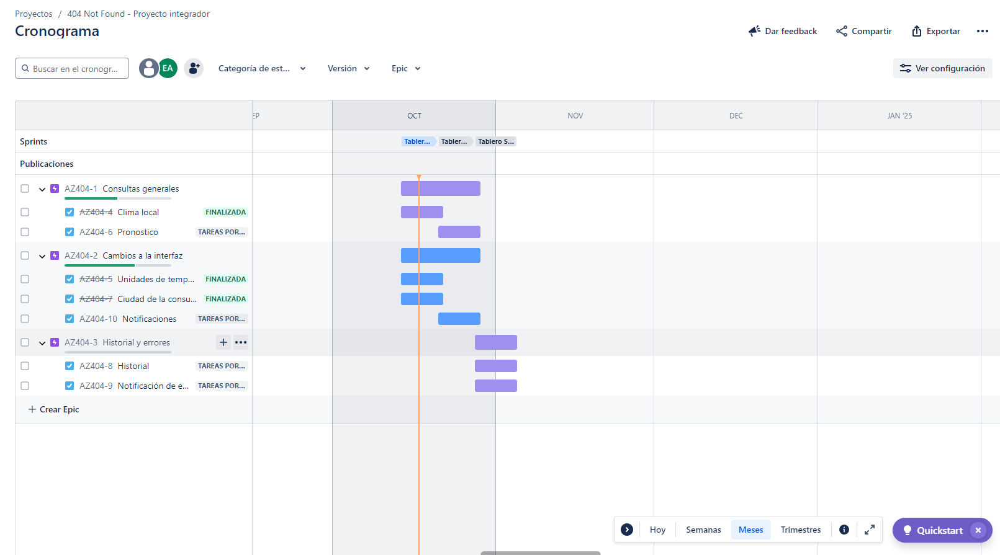 Proyectos / 404 Not Found - Proyecto integrador
Cronograma
Dar feedback
Compartir
Exportar
Buscar en el cronogr...
EA
Categoría de est...
Versión
Epic
Ver configuración
EP
OCT
NOV
DEC
JAN '25
Sprints
Tabler...
Tabler...
Tablero S...
Publicaciones
AZ404-1 Consultas generales
AZ404-4 Clima local FINALIZADA
AZ404-6 Pronostico TAREAS POR...
AZ404-2 Cambios a la interfaz
AZ404-5 Unidades de temp... FINALIZADA
AZ404-7 Ciudad de la consu... FINALIZADA
AZ404-10 Notificaciones TAREAS POR...
AZ404-3 Historial y errores
AZ404-8 Historial TAREAS POR...
AZ404-9 Notificación de e... TAREAS POR...
+ Crear Epic
Hoy
Semanas
Meses
Trimestres
Quickstart